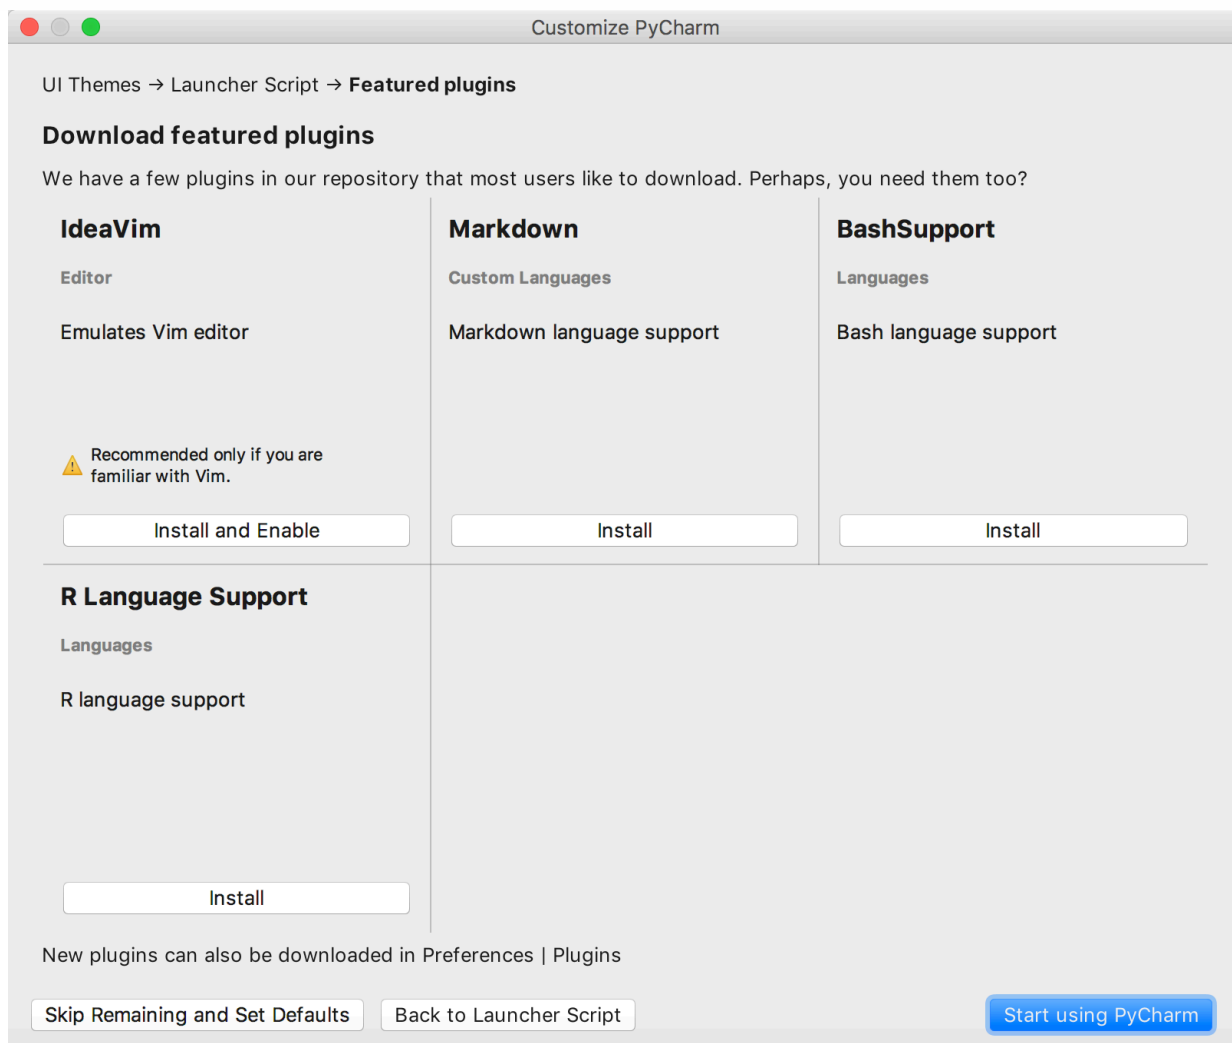 Customize PyCharm
UI Themes → Launcher Script → Featured plugins
Download featured plugins
We have a few plugins in our repository that most users like to download. Perhaps, you need them too?
IdeaVim
Editor
Emulates Vim editor
Recommended only if you are
familiar with Vim.
Install and Enable
Markdown
Custom Languages
Markdown language support
Install
BashSupport
Languages
Bash language support
Install
R Language Support
Languages
R language support
Install
New plugins can also be downloaded in Preferences | Plugins
Skip Remaining and Set Defaults
Back to Launcher Script
Start using PyCharm